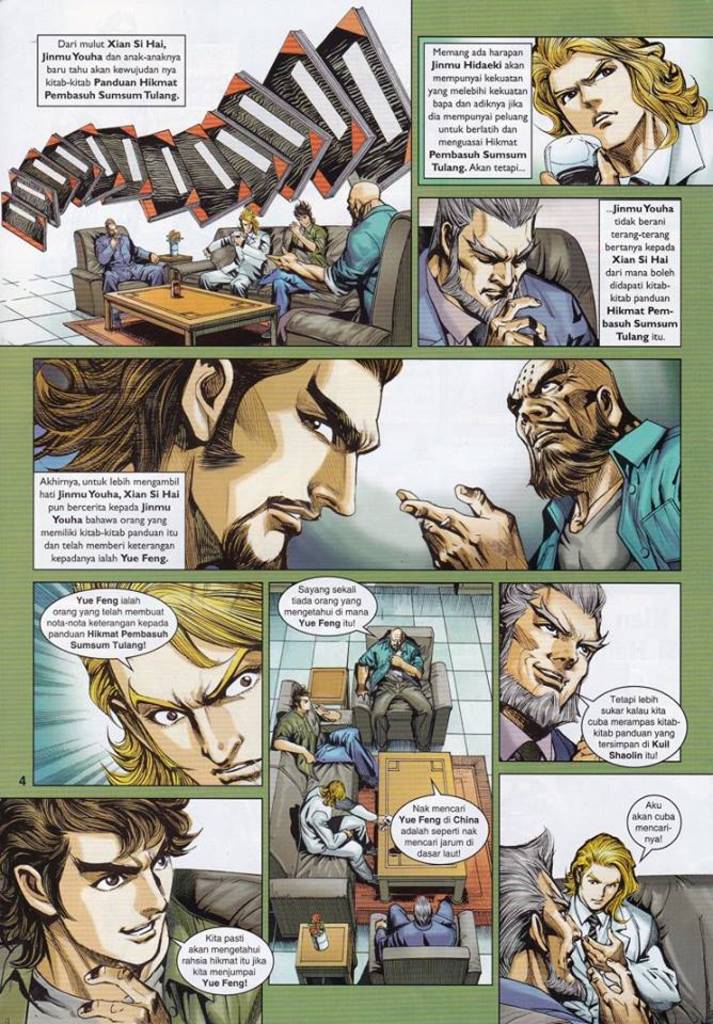 Dari mulut Xian Si Hai,
Jinmu Youha dan anak-anaknya
baru tahu akan kewujudan nya
kitab-kitab Panduan Hikmat
Pembasuh Sumsum Tulang.
Memang ada harapan
Jinmu Hidaeki akan
mempunyai kekuatan
yang melebihi kekuatan
bapa dan adiknya jika
dia mempunyai peluang
untuk berlatih dan
menguasai Hikmat
Pembasuh Sumsum
Tulang. Akan tetapi...
...Jinmu Youha
tidak berani
terang-terang
bertanya kepada
Xian Si Hai
dari mana boleh
didapati kitab-
kitab panduan
Hikmat Pem-
basuh Sumsum
Tulang itu.
Akhirnya, untuk lebih mengambil
hati Jinmu Youha, Xian Si Hai
pun bercerita kepada Jinmu
Youha bahawa orang yang
memiliki kitab-kitab panduan itu
dan telah memberi keterangan
kepadanya ialah Yue Feng.
Yue Feng ialah
orang yang telah membuat
nota-nota keterangan kepada
panduan Hikmat Pembasuh
Sumsum Tulang!
Sayang sekali
tiada orang yang
mengetahui di mana
Yue Feng itu!
Tetapi lebih
sukar kalau kita
cuba merampas kitab-
kitab panduan yang
tersimpan di Kuil
Shaolin itu!
Nak mencari
Yue Feng di China
adalah seperti nak
mencari jarum di
dasar laut!
4
Kita pasti
akan mengetahui
rahsia hikmat itu jika
kita menjumpai
Yue Feng!
Aku
akan cuba
mencari-
nya!